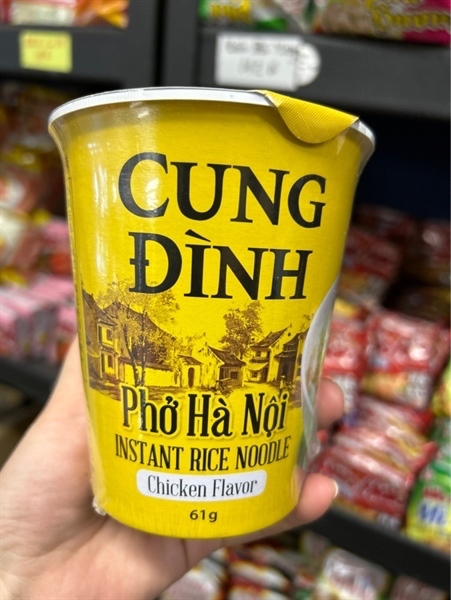 CUNG
ĐÌNH
Phở Hà Nội
INSTANT RICE NOODLE
Chicken Flavor
61g